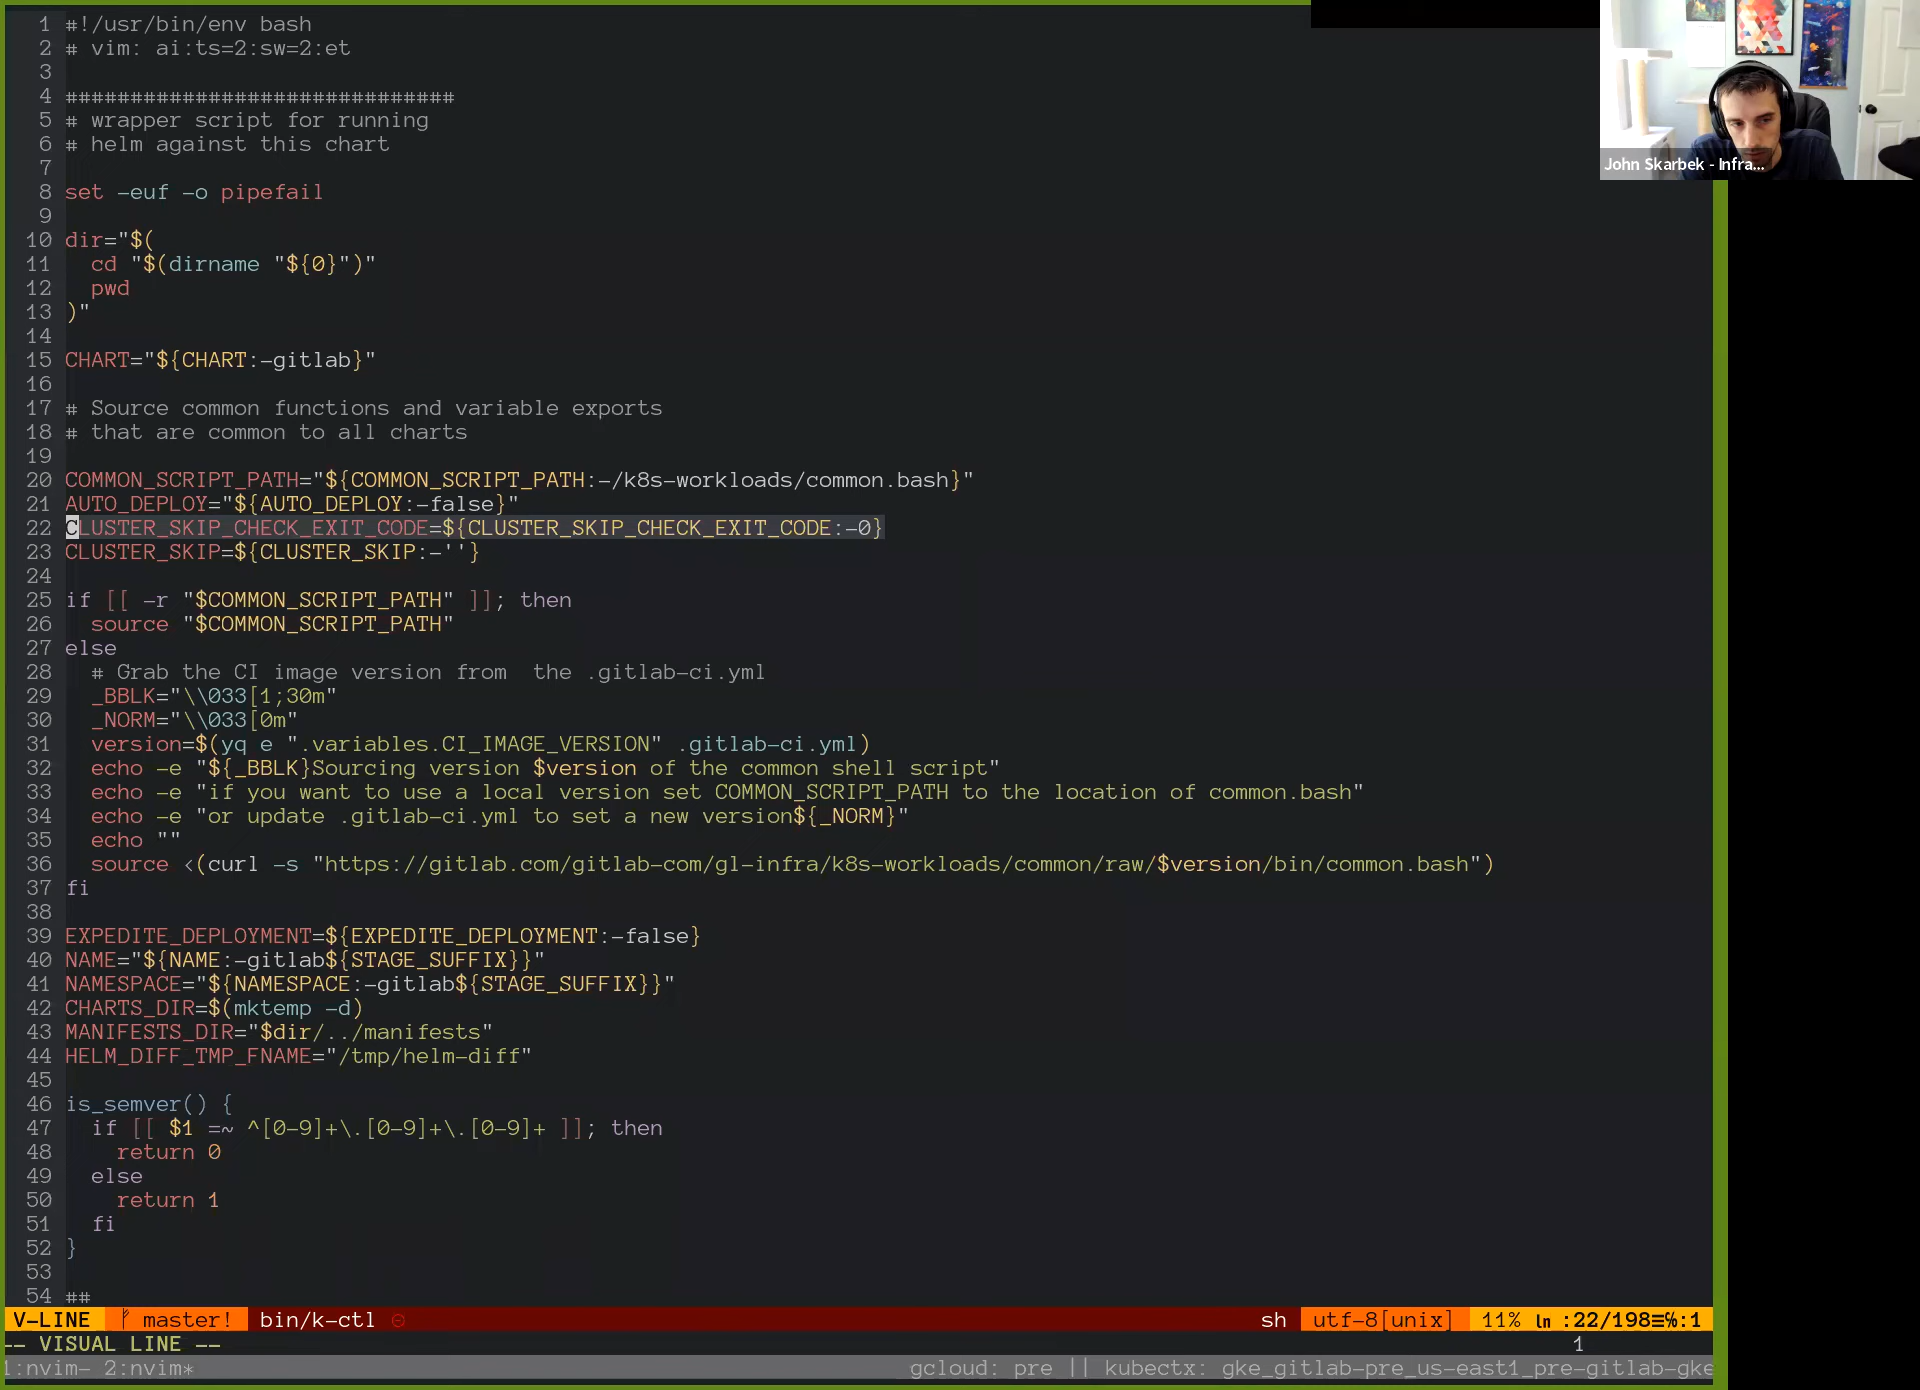 1 #!/usr/bin/env bash
2 # vim: ai:ts=2:sw=2:et
3
4 ##############################
5 # wrapper script for running
6 # helm against this chart
7
8 set -euf -o pipefail
9
10 dir="$(
11   cd "$(dirname "${0}")"
12   pwd
13 )"
14
15 CHART="${CHART:-gitlab}"
16
17 # Source common functions and variable exports
18 # that are common to all charts
19
20 COMMON_SCRIPT_PATH="${COMMON_SCRIPT_PATH:-/k8s-workloads/common.bash}"
21 AUTO_DEPLOY="${AUTO_DEPLOY:-false}"
22 CLUSTER_SKIP_CHECK_EXIT_CODE=${CLUSTER_SKIP_CHECK_EXIT_CODE:-0}
23 CLUSTER_SKIP=${CLUSTER_SKIP:-''}
24
25 if [[ -r "$COMMON_SCRIPT_PATH" ]]; then
26   source "$COMMON_SCRIPT_PATH"
27 else
28   # Grab the CI image version from  the .gitlab-ci.yml
29   _BBLK="\\033[1;30m"
30   _NORM="\\033[0m"
31   version=$(yq e ".variables.CI_IMAGE_VERSION" .gitlab-ci.yml)
32   echo -e "${_BBLK}Sourcing version $version of the common shell script"
33   echo -e "if you want to use a local version set COMMON_SCRIPT_PATH to the location of common.bash"
34   echo -e "or update .gitlab-ci.yml to set a new version${_NORM}"
35   echo ""
36   source <(curl -s "https://gitlab.com/gitlab-com/gl-infra/k8s-workloads/common/raw/$version/bin/common.bash")
37 fi
38
39 EXPEDITE_DEPLOYMENT=${EXPEDITE_DEPLOYMENT:-false}
40 NAME="${NAME:-gitlab${STAGE_SUFFIX}}"
41 NAMESPACE="${NAMESPACE:-gitlab${STAGE_SUFFIX}}"
42 CHARTS_DIR=$(mktemp -d)
43 MANIFESTS_DIR="$dir/../manifests"
44 HELM_DIFF_TMP_FNAME="/tmp/helm-diff"
45
46 is_semver() {
47   if [[ $1 =~ ^[0-9]+\.[0-9]+\.[0-9]+ ]]; then
48     return 0
49   else
50     return 1
51   fi
52 }
53
54 ##
V-LINE master! bin/k-ctl sh utf-8[unix] 11% ln :22/198≡℅:1
-- VISUAL LINE -- 1
1:nvim- 2:nvim* gcloud: pre || kubectx: gke_gitlab-pre_us-east1_pre-gitlab-gke
John Skarbek - Infra...